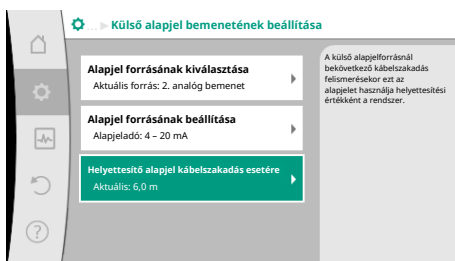 ... Külső alapjel bemenetének beállítása
Alapjel forrásának kiválasztása
Aktuális forrás: 2. analóg bemenet
Alapjel forrásának beállítása
Alapjeladó: 4 – 20 mA
Helyettesítő alapjel kábelszakadás esetére
Aktuális: 6,0 m
A külső alapjelforrásnál
bekövetkező kábelszakadás
felismerésekor ezt az
alapjelet használja helyettesítési
értékként a rendszer.
?